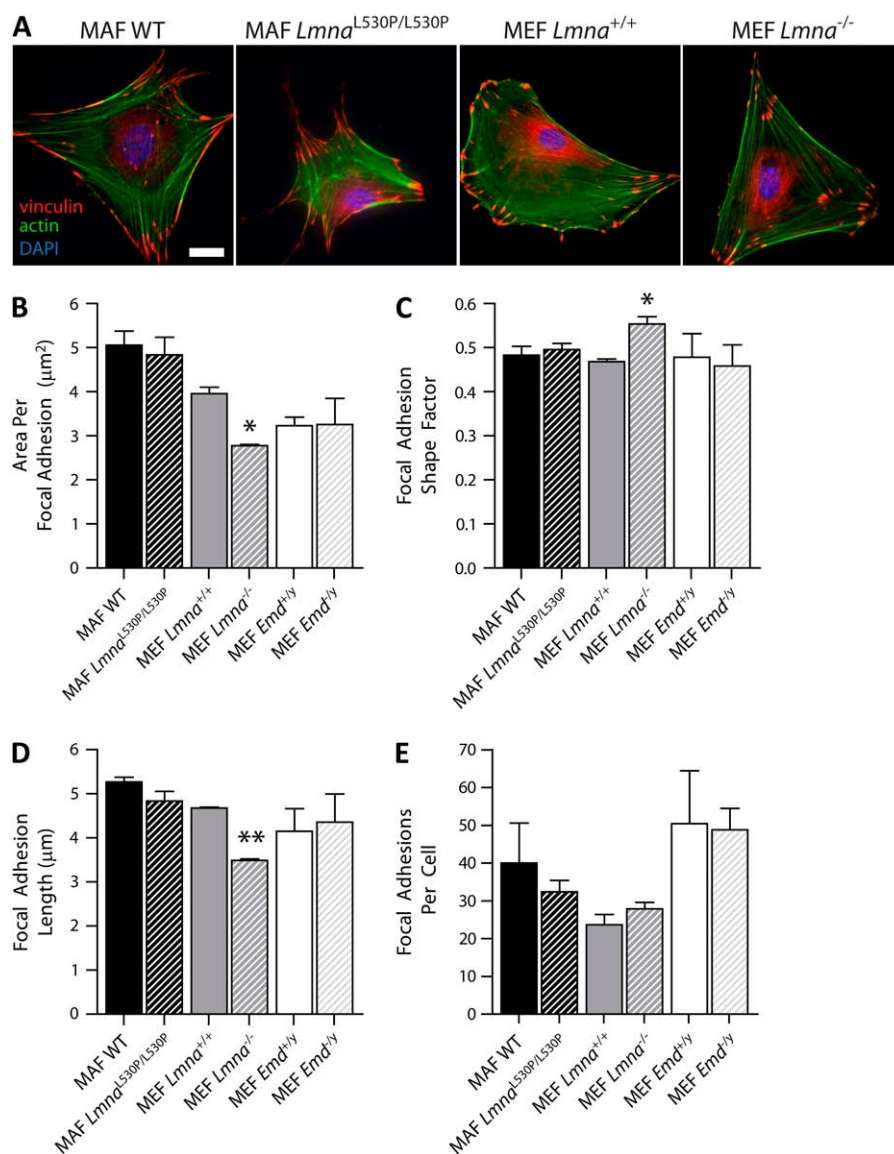 A MAF WT MAF Lmna^L530P/L530P MEF Lmna^+/+ MEF Lmna^-/-
vinculin
actin
DAPI
B
Area Per
Focal Adhesion (μm²)
6
5
4
3
2
1
0
MAF WT
MAF Lmna^L530P/L530P
MEF Lmna^+/+
MEF Lmna^-/-
MEF Emd^+/y
MEF Emd^-/y
*
C
Focal Adhesion
Shape Factor
0.6
0.5
0.4
0.3
0.2
0.1
0.0
MAF WT
MAF Lmna^L530P/L530P
MEF Lmna^+/+
MEF Lmna^-/-
MEF Emd^+/y
MEF Emd^-/y
*
D
Focal Adhesion
Length (μm)
6
5
4
3
2
1
0
MAF WT
MAF Lmna^L530P/L530P
MEF Lmna^+/+
MEF Lmna^-/-
MEF Emd^+/y
MEF Emd^-/y
**
E
Focal Adhesions
Per Cell
70
60
50
40
30
20
10
0
MAF WT
MAF Lmna^L530P/L530P
MEF Lmna^+/+
MEF Lmna^-/-
MEF Emd^+/y
MEF Emd^-/y